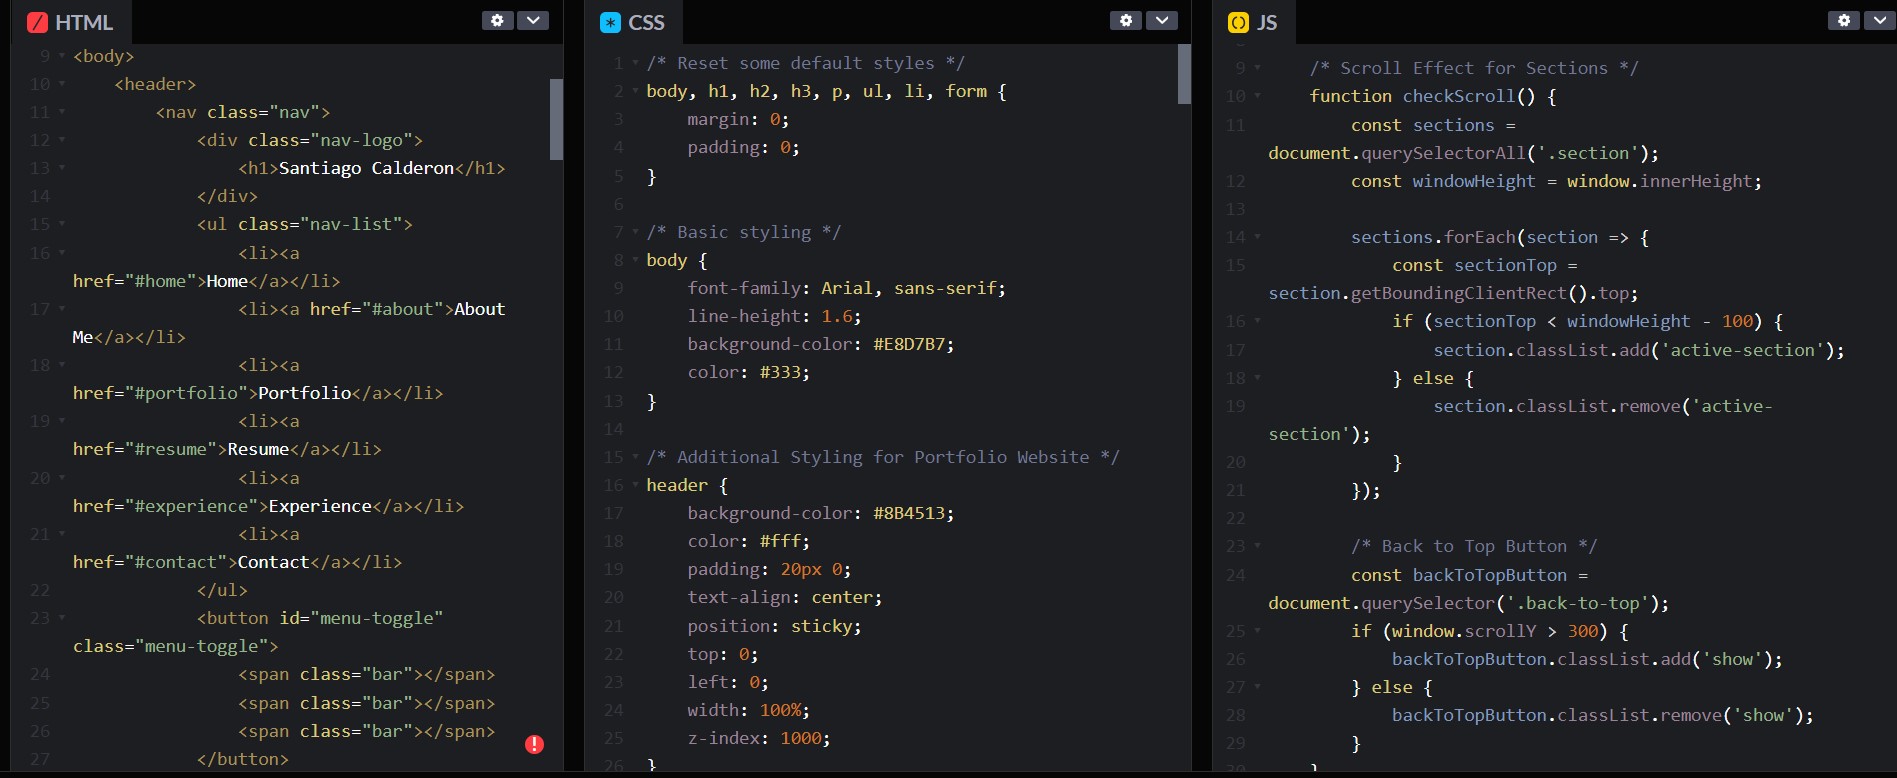 HTML
9 <body>
10 <header>
11 <nav class="nav">
12 <div class="nav-logo">
13 <h1>Santiago Calderon</h1>
14 </div>
15 <ul class="nav-list">
16 <li><a
href="#home">Home</a></li>
17 <li><a href="#about">About
Me</a></li>
18 <li><a
href="#portfolio">Portfolio</a></li>
19 <li><a
href="#resume">Resume</a></li>
20 <li><a
href="#experience">Experience</a></li>
21 <li><a
href="#contact">Contact</a></li>
22 </ul>
23 <button id="menu-toggle"
class="menu-toggle">
24 <span class="bar"></span>
25 <span class="bar"></span>
26 <span class="bar"></span>
27 </button>
CSS
1 /* Reset some default styles */
2 body, h1, h2, h3, p, ul, li, form {
3 margin: 0;
4 padding: 0;
5 }
6
7 /* Basic styling */
8 body {
9 font-family: Arial, sans-serif;
10 line-height: 1.6;
11 background-color: #E8D7B7;
12 color: #333;
13 }
14
15 /* Additional Styling for Portfolio Website */
16 header {
17 background-color: #8B4513;
18 color: #fff;
19 padding: 20px 0;
20 text-align: center;
21 position: sticky;
22 top: 0;
23 left: 0;
24 width: 100%;
25 z-index: 1000;
26 }
JS
9 /* Scroll Effect for Sections */
10 function checkScroll() {
11 const sections =
document.querySelectorAll('.section');
12 const windowHeight = window.innerHeight;
13
14 sections.forEach(section => {
15 const sectionTop =
section.getBoundingClientRect().top;
16 if (sectionTop < windowHeight - 100) {
17 section.classList.add('active-section');
18 } else {
19 section.classList.remove('active-
section');
20 }
21 });
22
23 /* Back to Top Button */
24 const backToTopButton =
document.querySelector('.back-to-top');
25 if (window.scrollY > 300) {
26 backToTopButton.classList.add('show');
27 } else {
28 backToTopButton.classList.remove('show');
29 }
30 }